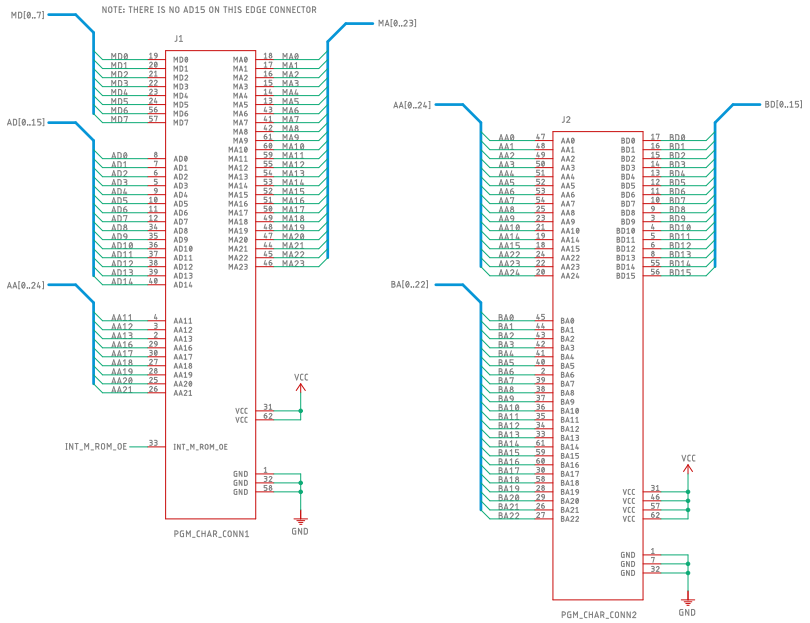 NOTE: THERE IS NO AD15 ON THIS EDGE CONNECTOR
MD[0..7]
MA[0..23]
J1
MD0 19 MD0 MA0 18 MA0
MD1 20 MD1 MA1 17 MA1
MD2 21 MD2 MA2 16 MA2
MD3 22 MD3 MA3 15 MA3
MD4 23 MD4 MA4 14 MA4
MD5 24 MD5 MA5 13 MA5
MD6 56 MD6 MA6 43 MA6
MD7 57 MD7 MA7 41 MA7
MA8 42 MA8
MA9 61 MA9
MA10 60 MA10
AD[0..15]
AD0 8 AD0 MA11 59 MA11
AD1 7 AD1 MA12 55 MA12
AD2 6 AD2 MA13 54 MA13
AD3 5 AD3 MA14 53 MA14
AD4 9 AD4 MA15 52 MA15
AD5 10 AD5 MA16 51 MA16
AD6 11 AD6 MA17 50 MA17
AD7 12 AD7 MA18 49 MA18
AD8 34 AD8 MA19 48 MA19
AD9 35 AD9 MA20 47 MA20
AD10 36 AD10 MA21 44 MA21
AD11 37 AD11 MA22 45 MA22
AD12 38 AD12 MA23 46 MA23
AD13 39 AD13
AD14 40 AD14
AA[0..24]
AA11 4 AA11
AA12 3 AA12
AA13 2 AA13
AA16 29 AA16
AA17 30 AA17
AA18 27 AA18
AA19 28 AA19
AA20 25 AA20
AA21 26 AA21
VCC
VCC 31
VCC 62
INT_M_ROM_OE 33 INT_M_ROM_OE
GND 1
GND 32
GND 58
GND
PGM_CHAR_CONN1
AA[0..24]
BD[0..15]
J2
AA0 47 AA0 BD0 17 BD0
AA1 48 AA1 BD1 16 BD1
AA2 49 AA2 BD2 15 BD2
AA3 50 AA3 BD3 14 BD3
AA4 51 AA4 BD4 13 BD4
AA5 52 AA5 BD5 12 BD5
AA6 53 AA6 BD6 11 BD6
AA7 54 AA7 BD7 10 BD7
AA8 25 AA8 BD8 9 BD8
AA9 23 AA9 BD9 3 BD9
AA10 21 AA10 BD10 4 BD10
AA14 19 AA14 BD11 5 BD11
AA15 18 AA15 BD12 6 BD12
AA22 24 AA22 BD13 8 BD13
AA23 22 AA23 BD14 55 BD14
AA24 20 AA24 BD15 56 BD15
BA[0..22]
BA0 45 BA0
BA1 44 BA1
BA2 43 BA2
BA3 42 BA3
BA4 41 BA4
BA5 40 BA5
BA6 2 BA6
BA7 39 BA7
BA8 38 BA8
BA9 37 BA9
BA10 36 BA10
BA11 35 BA11
BA12 34 BA12
BA13 33 BA13
BA14 61 BA14
BA15 59 BA15
BA16 60 BA16
BA17 30 BA17
BA18 58 BA18
VCC
BA19 28 BA19 VCC 31
BA20 29 BA20 VCC 46
BA21 26 BA21 VCC 57
BA22 27 BA22 VCC 62
GND 1
GND 7
GND 32
GND
PGM_CHAR_CONN2